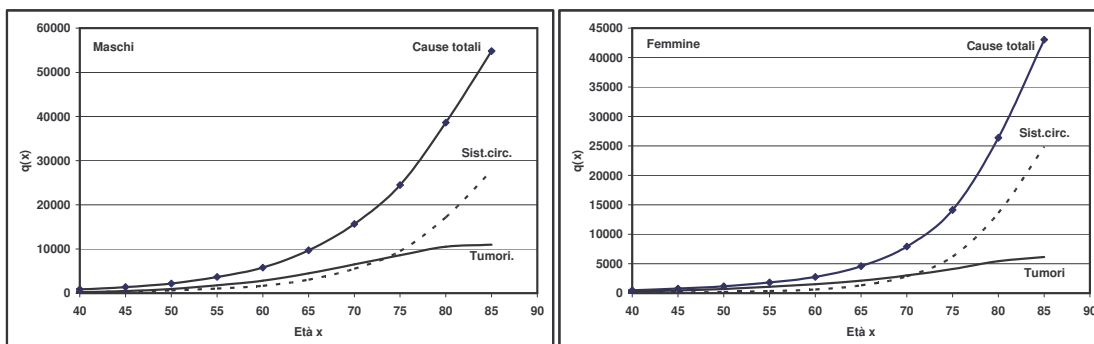 Maschi
Cause totali
Sist.circ.
Tumori.
q(x)
60000
50000
40000
30000
20000
10000
0
40 45 50 55 60 65 70 75 80 85 90
Età x
Femmine
Cause totali
Sist.circ.
Tumori
q(x)
45000
40000
35000
30000
25000
20000
15000
10000
5000
0
40 45 50 55 60 65 70 75 80 85 90
Età x